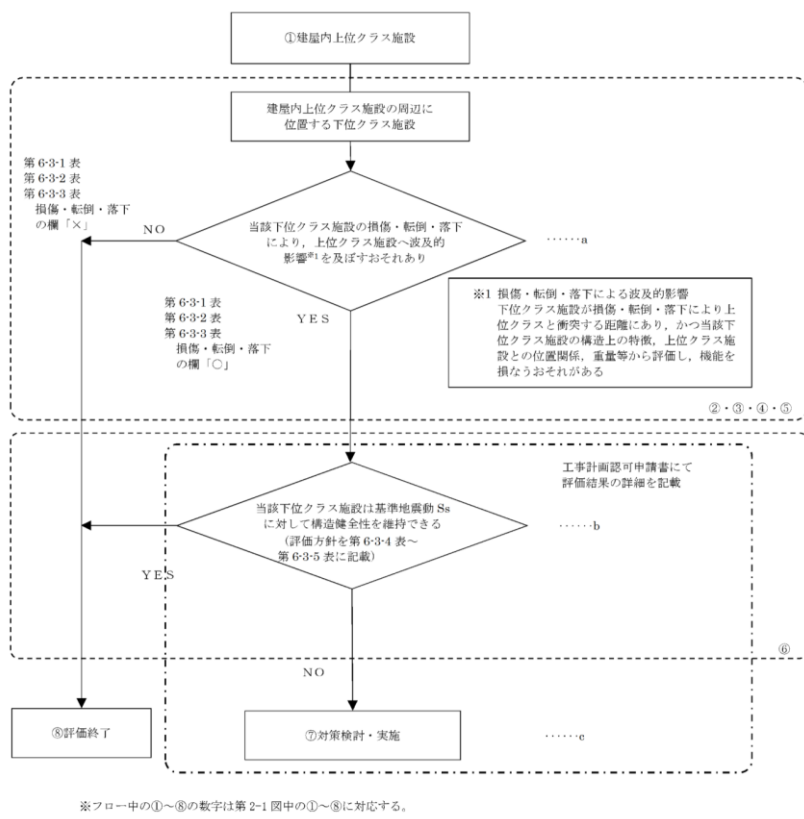 ①建屋内上位クラス施設
建屋内上位クラス施設の周辺に
位置する下位クラス施設
第 6-3-1 表
第 6-3-2 表
第 6-3-3 表
損傷・転倒・落下
の欄「×」
NO
当該下位クラス施設の損傷・転倒・落下
により，上位クラス施設へ波及的
影響※1を及ぼすおそれあり
……a
第 6-3-1 表
第 6-3-2 表
第 6-3-3 表
損傷・転倒・落下
の欄「○」
YES
※1 損傷・転倒・落下による波及的影響
下位クラス施設が損傷・転倒・落下により上
位クラスと衝突する距離にあり，かつ当該下
位クラス施設の構造上の特徴，上位クラス施
設との位置関係，重量等から評価し，機能を
損なうおそれがある
②・③・④・⑤
工事計画認可申請書にて
評価結果の詳細を記載
当該下位クラス施設は基準地震動 Ss
に対して構造健全性を維持できる
（評価方針を第 6-3-4 表～
第 6-3-5 表に記載）
……b
YES
⑥
NO
⑧評価終了
⑦対策検討・実施
……c
※フロー中の①～⑧の数字は第 2-1 図中の①～⑧に対応する。